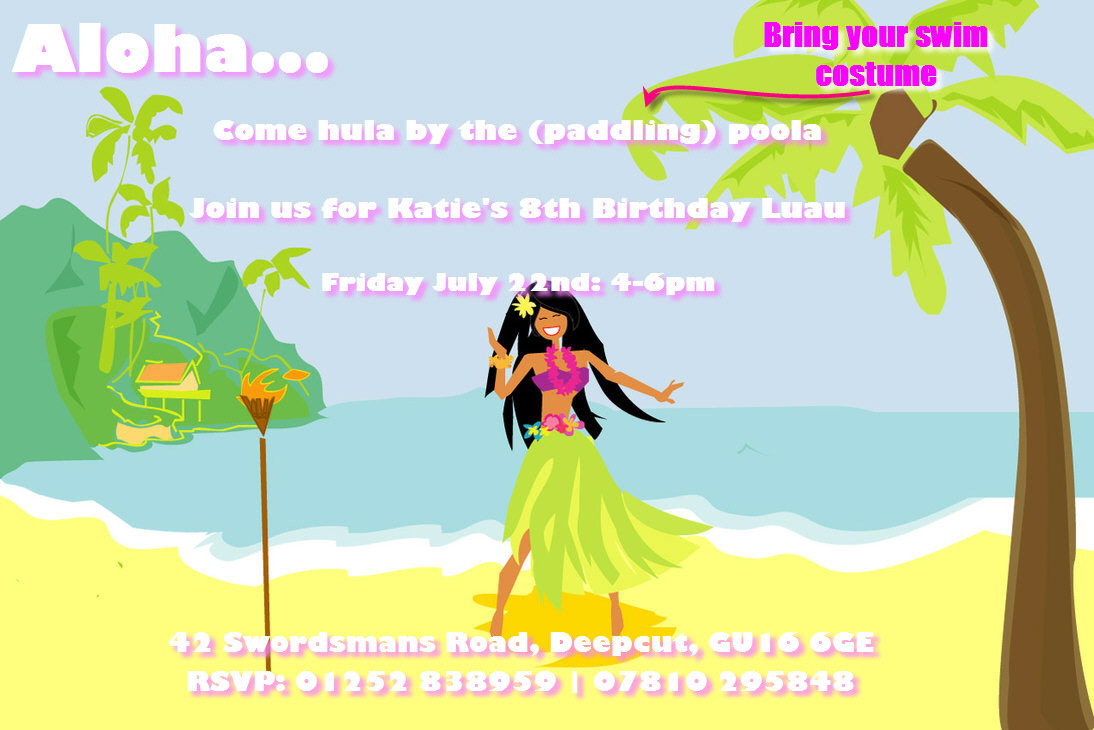 Aloha...
Bring your swim
costume
Come hula by the (paddling) poola
Join us for Katie's 8th Birthday Luau
Friday July 22nd: 4-6pm
42 Swordsmans Road, Deepcut, GU16 6GE
RSVP: 01252 838959 | 07810 295848